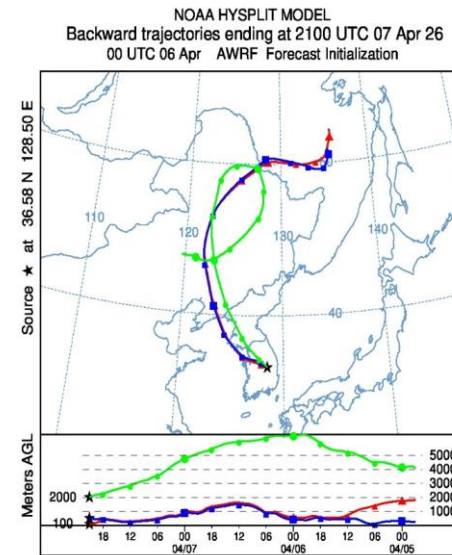 NOAA HYSPLIT MODEL
Backward trajectories ending at 2100 UTC 07 Apr 26
00 UTC 06 Apr AWRF Forecast Initialization
Source ★ at 36.58 N 128.50 E
110
120
130
140
40
Meters AGL
2000
100
5000
4000
3000
2000
1000
18 12 06 00 18 12 06 00 18 12 06 00
04/07 04/06 04/05